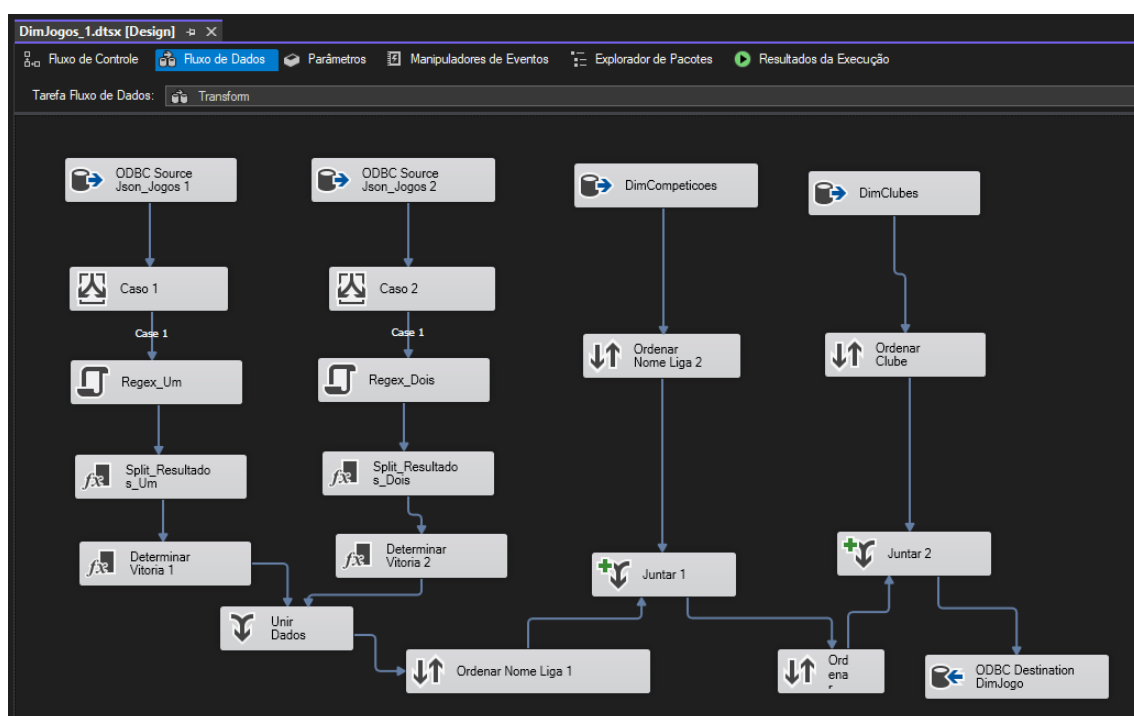 DimJogos_1.dtsx [Design]
Fluxo de Controle Fluxo de Dados Parâmetros Manipuladores de Eventos Explorador de Pacotes Resultados da Execução
Tarefa Fluxo de Dados: Transform
ODBC Source
Json_Jogos 1
ODBC Source
Json_Jogos 2
DimCompeticoes
DimClubes
Caso 1
Caso 2
Case 1
Case 1
Ordenar
Nome Liga 2
Ordenar
Clube
Regex_Um
Regex_Dois
Split_Resultado
s_Um
Split_Resultado
s_Dois
Determinar
Vitoria 1
Determinar
Vitoria 2
Juntar 1
Juntar 2
Unir
Dados
Ordenar Nome Liga 1
Ord
ena
r
ODBC Destination
DimJogo